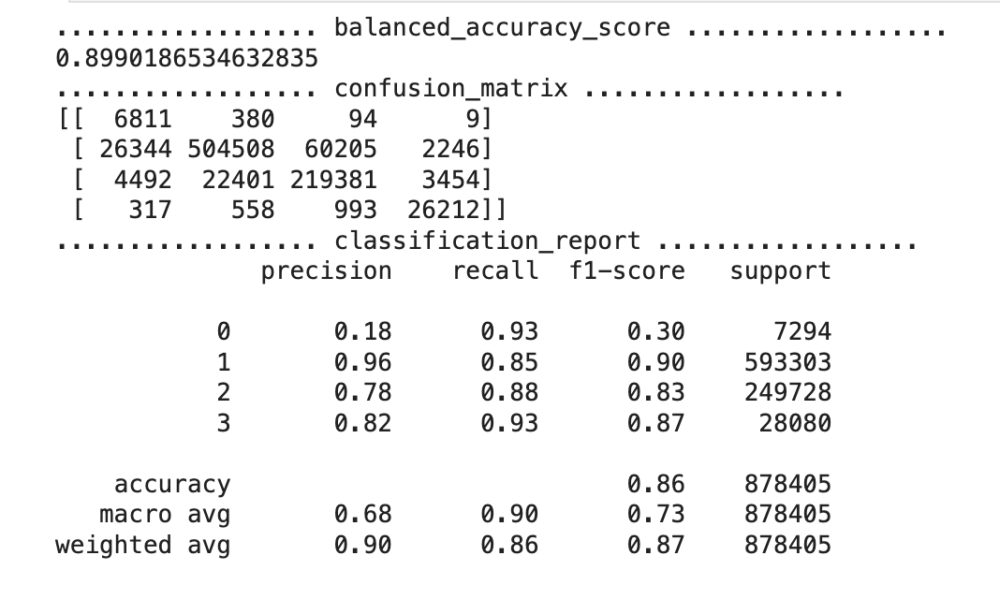 .................. balanced_accuracy_score ..................
0.8990186534632835
.................. confusion_matrix ..................
[[  6811    380     94      9]
 [ 26344 504508  60205   2246]
 [  4492  22401 219381   3454]
 [   317    558    993  26212]]
.................. classification_report ..................
              precision    recall  f1-score   support

           0       0.18      0.93      0.30      7294
           1       0.96      0.85      0.90    593303
           2       0.78      0.88      0.83    249728
           3       0.82      0.93      0.87     28080

    accuracy                           0.86    878405
   macro avg       0.68      0.90      0.73    878405
weighted avg       0.90      0.86      0.87    878405